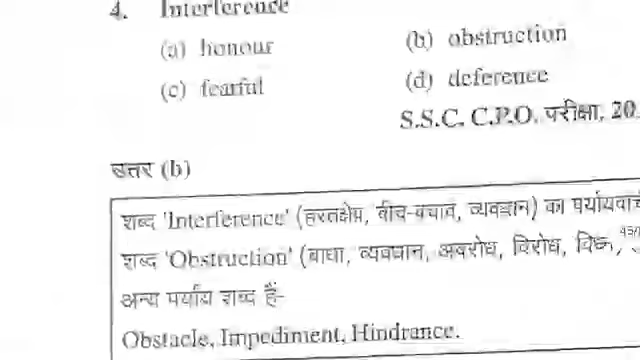 4. Interference
(a) honour (b) obstruction
(c) fearful (d) deference
S.S.C. C.P.O. परीक्षा, 20
उत्तर (b)
शब्द 'Interference' (हस्तक्षेप, बीच-बचाव, व्यवधान) का पर्यायवाची
शब्द 'Obstruction' (बाधा, व्यवधान, अवरोध, विरोध, विघ्न,
अन्य पर्याय शब्द हैं-
Obstacle, Impediment, Hindrance.